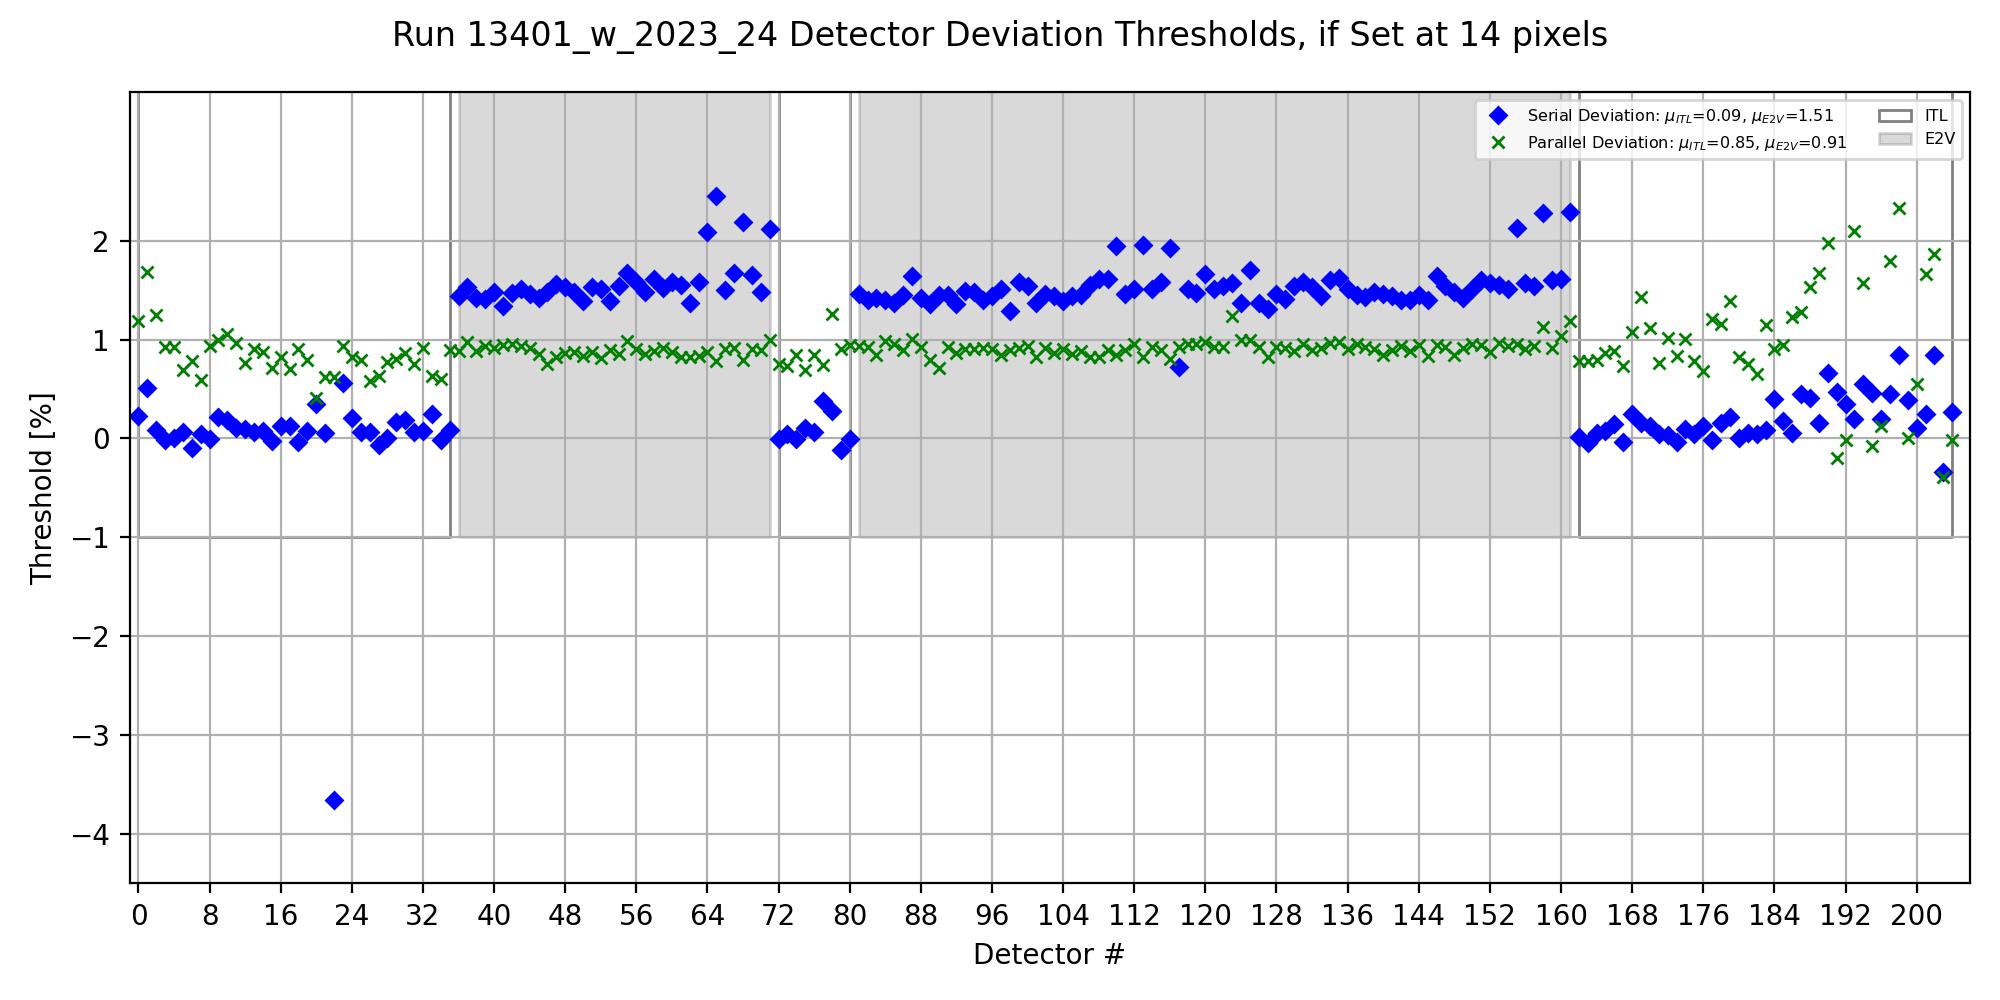 Run 13401_w_2023_24 Detector Deviation Thresholds, if Set at 14 pixels
Serial Deviation: μITL=0.09, μE2V=1.51
Parallel Deviation: μITL=0.85, μE2V=0.91
ITL
E2V
Threshold [%]
2
1
0
−1
−2
−3
−4
0 8 16 24 32 40 48 56 64 72 80 88 96 104 112 120 128 136 144 152 160 168 176 184 192 200
Detector #